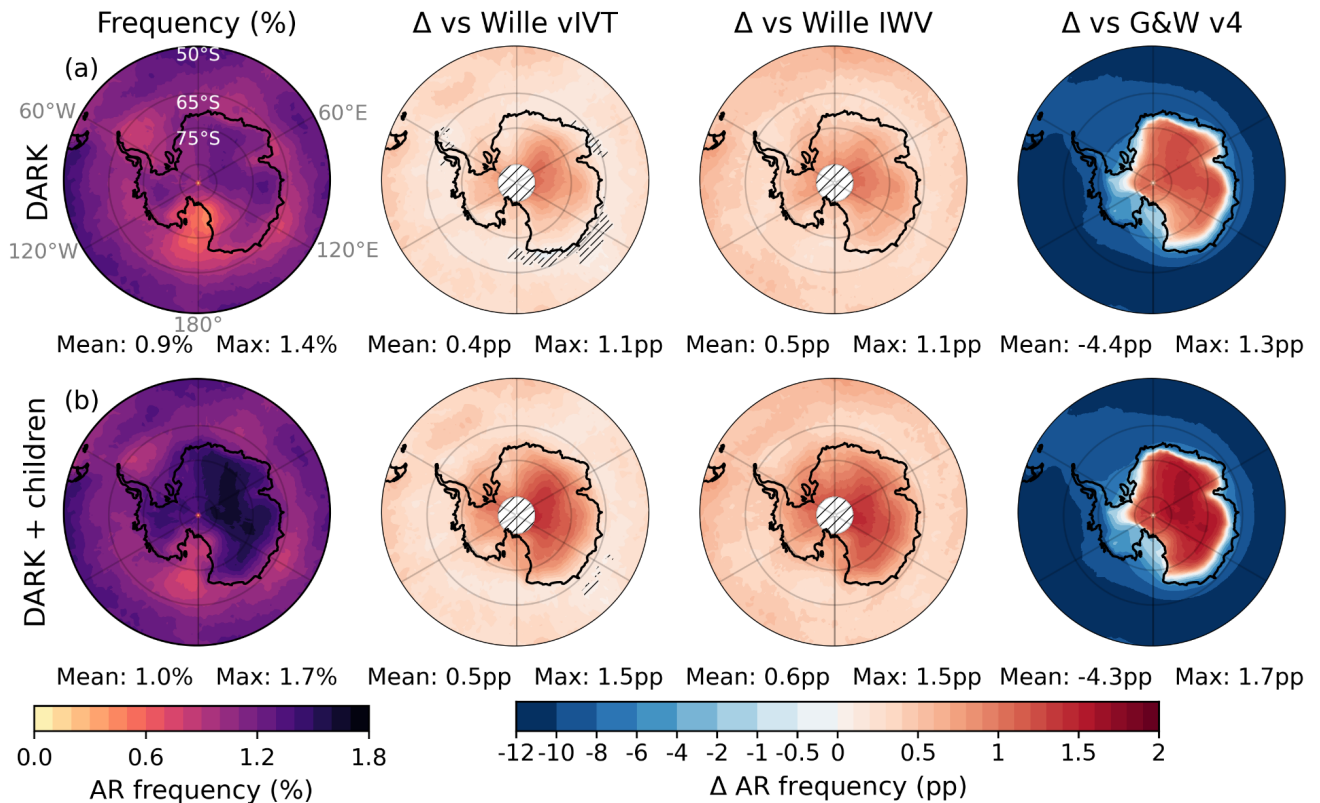 Frequency (%) Δ vs Wille vIVT Δ vs Wille IWV Δ vs G&W v4
(a)
DARK
50°S
65°S
75°S
60°W
60°E
120°W
120°E
180°
Mean: 0.9% Max: 1.4% Mean: 0.4pp Max: 1.1pp Mean: 0.5pp Max: 1.1pp Mean: -4.4pp Max: 1.3pp
(b)
DARK + children
Mean: 1.0% Max: 1.7% Mean: 0.5pp Max: 1.5pp Mean: 0.6pp Max: 1.5pp Mean: -4.3pp Max: 1.7pp
0.0 0.6 1.2 1.8
AR frequency (%)
-12 -10 -8 -6 -4 -2 -1 -0.5 0 0.5 1 1.5 2
Δ AR frequency (pp)